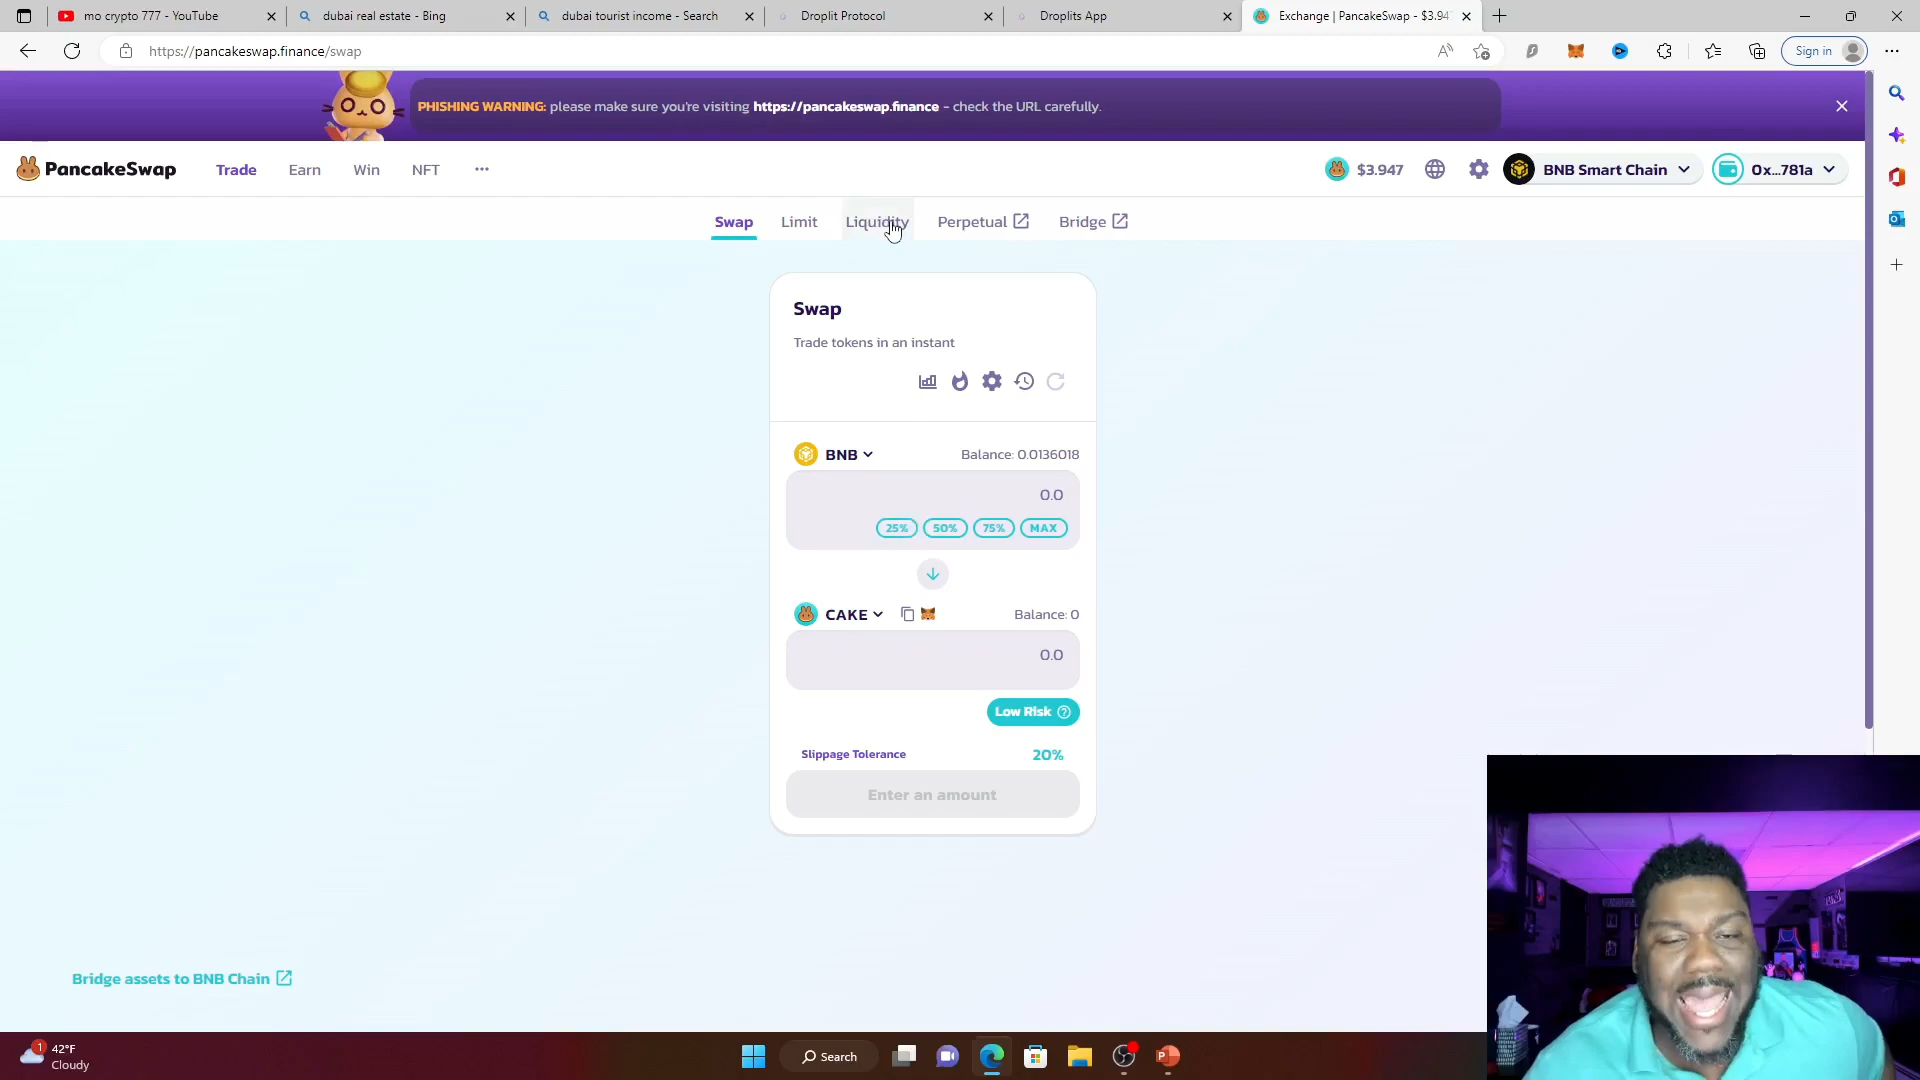 mo crypto 777 - YouTube
dubai real estate - Bing
dubai tourist income - Search
Droplit Protocol
Droplits App
Exchange | PancakeSwap - $3.947
https://pancakeswap.finance/swap
Sign in
PHISHING WARNING: please make sure you're visiting https://pancakeswap.finance - check the URL carefully.
PancakeSwap
Trade
Earn
Win
NFT
$3.947
BNB Smart Chain
0x...781a
Swap
Limit
Liquidity
Perpetual
Bridge
Swap
Trade tokens in an instant
BNB
Balance: 0.0136018
0.0
25%
50%
75%
MAX
CAKE
Balance: 0
0.0
Low Risk
Slippage Tolerance
20%
Enter an amount
Bridge assets to BNB Chain
1
42°F
Cloudy
Search